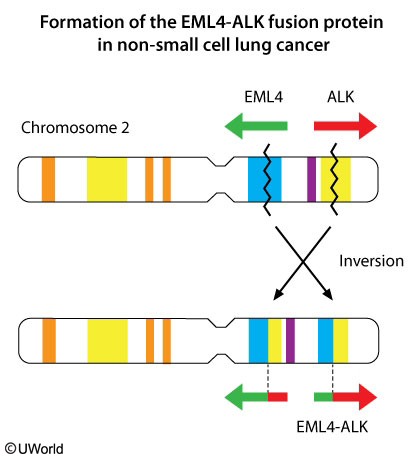 Formation of the EML4-ALK fusion protein
in non-small cell lung cancer
EML4 ALK
Chromosome 2
Inversion
EML4-ALK
©UWorld